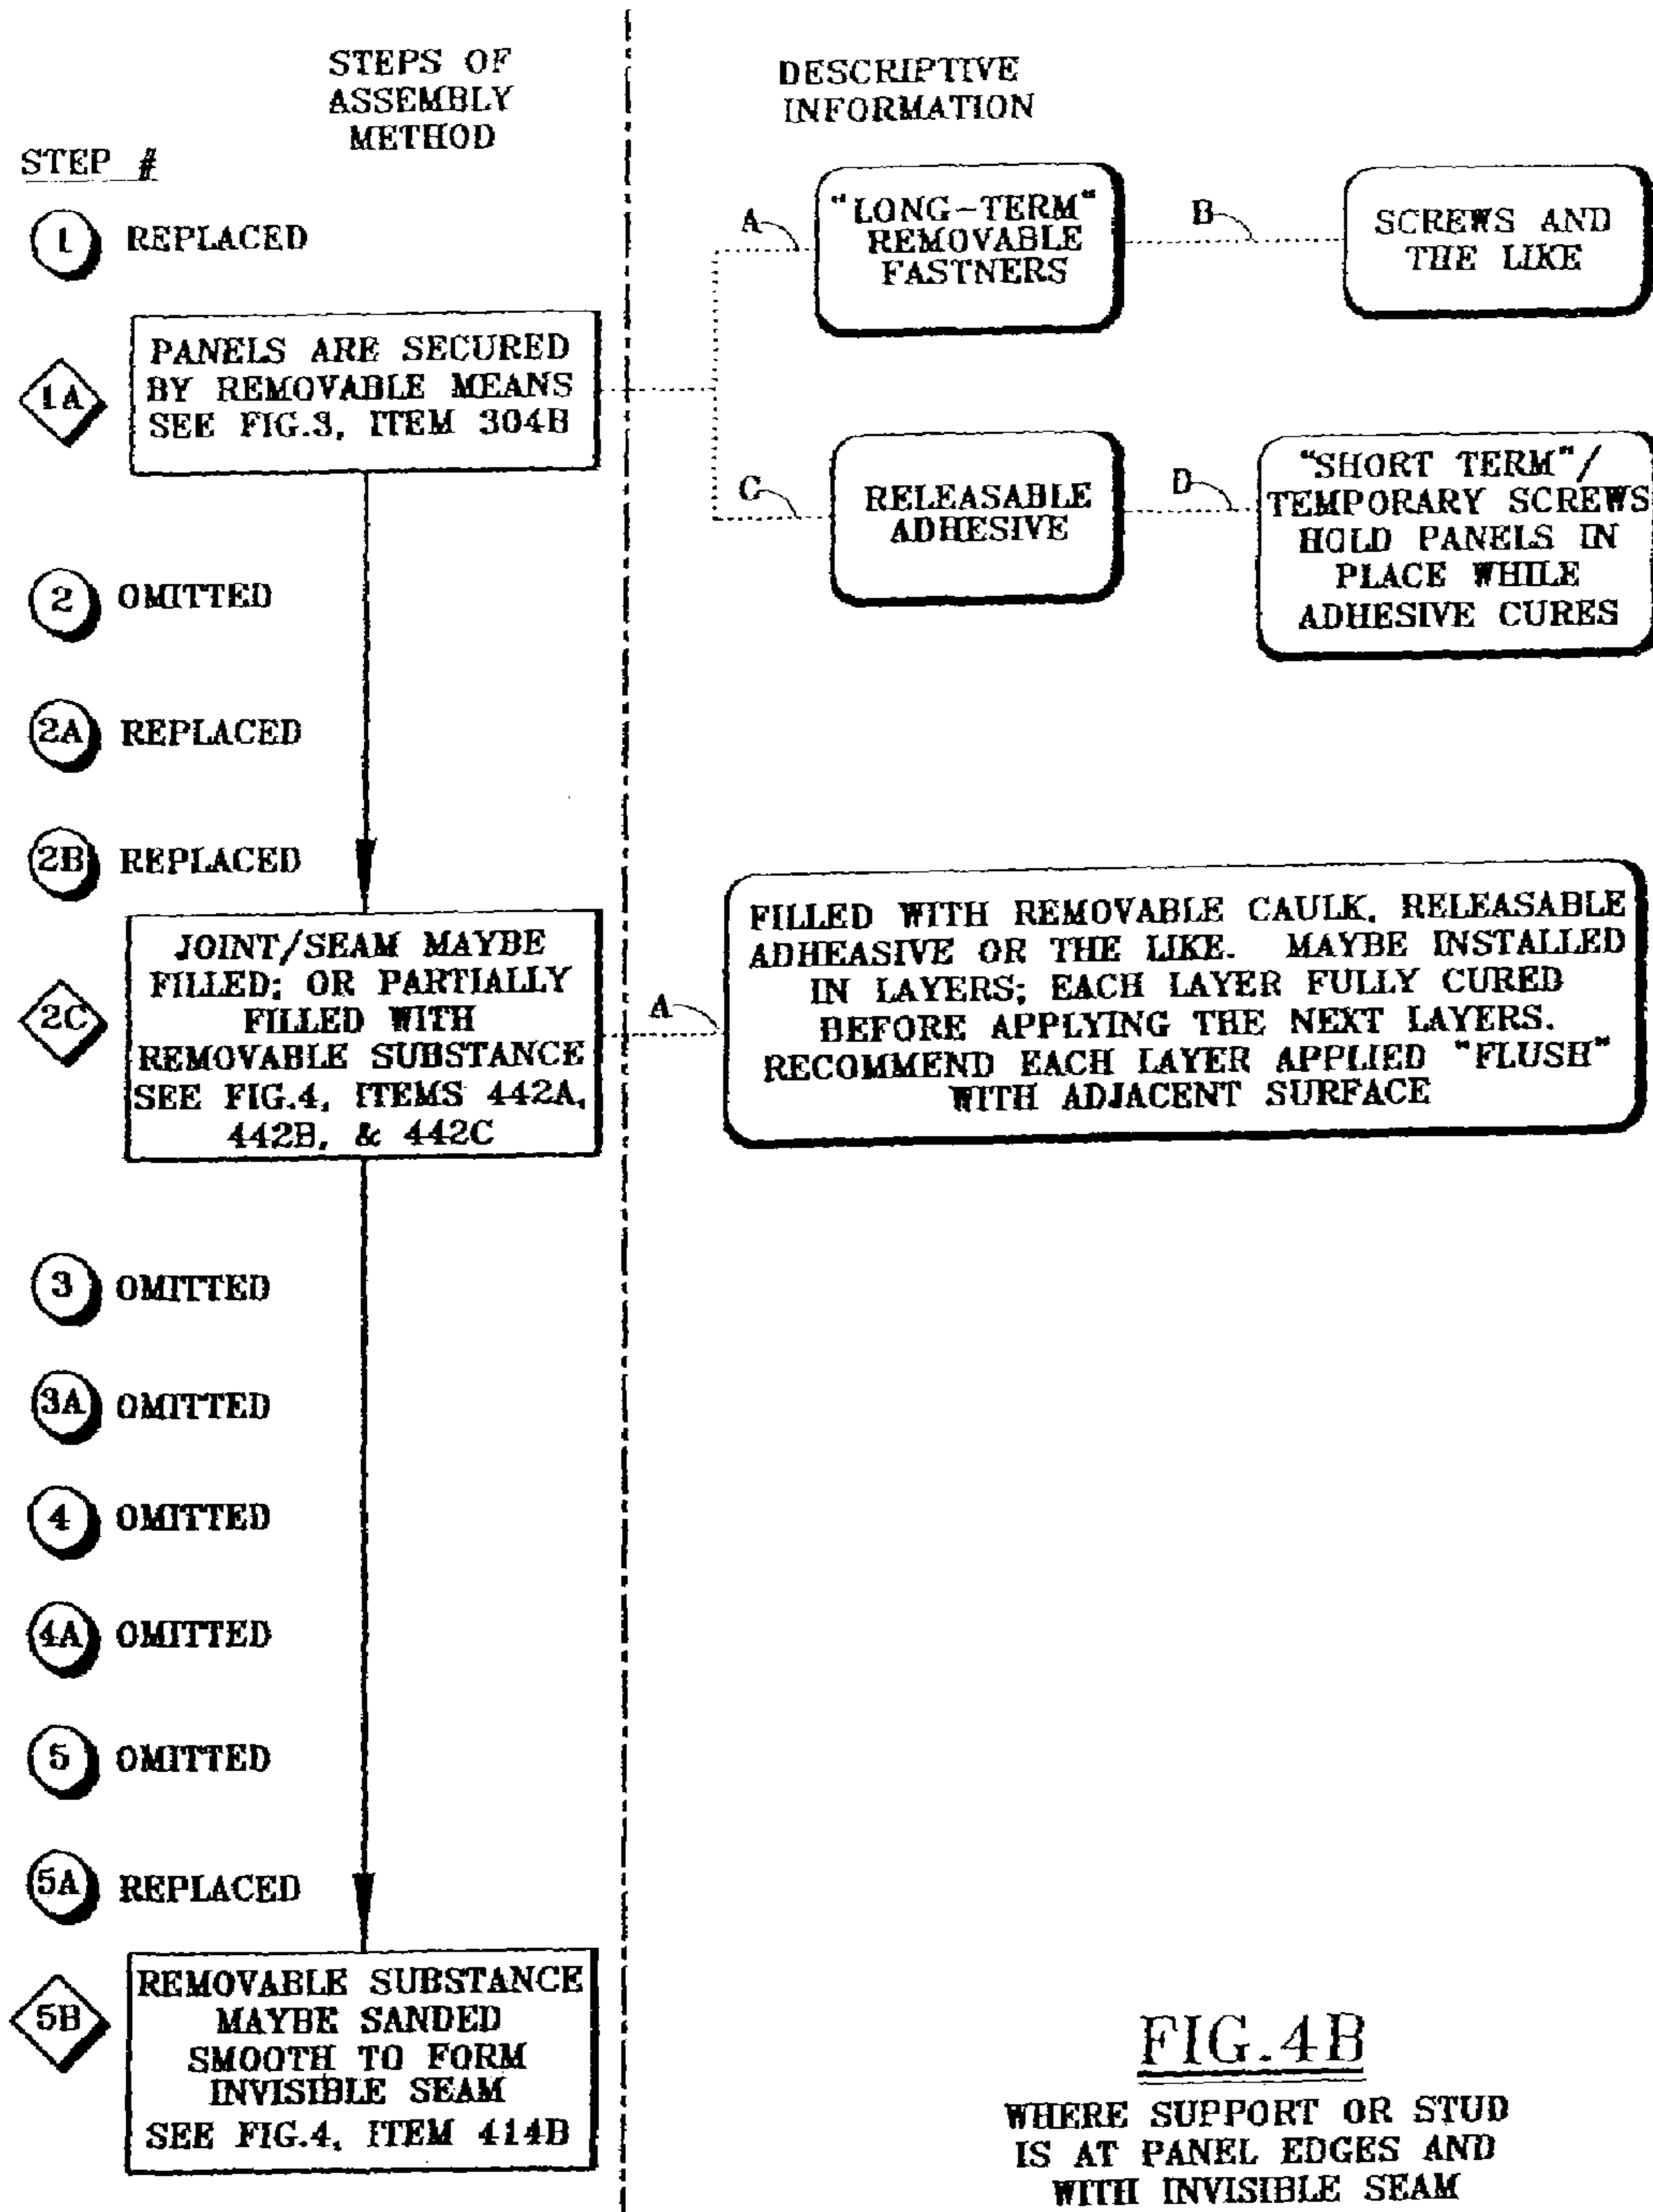 STEPS OF
ASSEMBLY
METHOD
DESCRIPTIVE
INFORMATION
STEP #
1 REPLACED
1A
PANELS ARE SECURED
BY REMOVABLE MEANS
SEE FIG.3, ITEM 304B
A
"LONG-TERM"
REMOVABLE
FASTNERS
B
SCREWS AND
THE LIKE
C
RELEASABLE
ADHESIVE
D
"SHORT TERM"/
TEMPORARY SCREWS
HOLD PANELS IN
PLACE WHILE
ADHESIVE CURES
2 OMITTED
2A REPLACED
2B REPLACED
2C
JOINT/SEAM MAYBE
FILLED; OR PARTIALLY
FILLED WITH
REMOVABLE SUBSTANCE
SEE FIG.4, ITEMS 442A,
442B, & 442C
A
FILLED WITH REMOVABLE CAULK, RELEASABLE
ADHEASIVE OR THE LIKE. MAYBE INSTALLED
IN LAYERS; EACH LAYER FULLY CURED
BEFORE APPLYING THE NEXT LAYERS.
RECOMMEND EACH LAYER APPLIED "FLUSH"
WITH ADJACENT SURFACE
3 OMITTED
3A OMITTED
4 OMITTED
4A OMITTED
5 OMITTED
5A REPLACED
5B
REMOVABLE SUBSTANCE
MAYBE SANDED
SMOOTH TO FORM
INVISIBLE SEAM
SEE FIG.4, ITEM 414B
FIG.4B
WHERE SUPPORT OR STUD
IS AT PANEL EDGES AND
WITH INVISIBLE SEAM